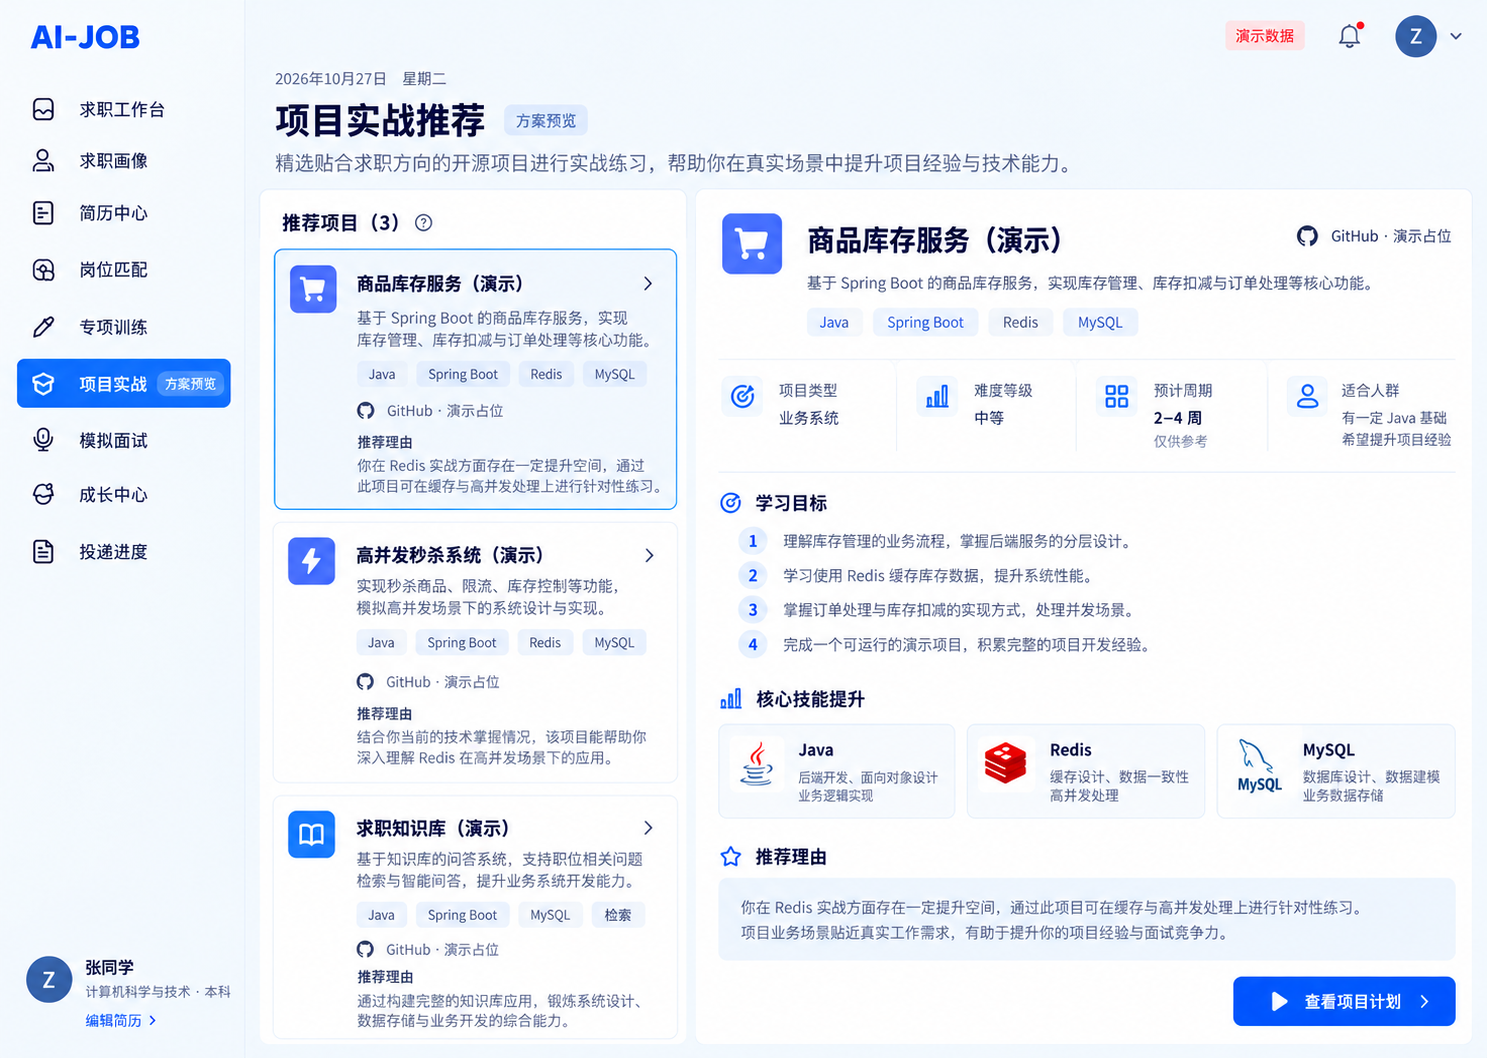 AI-JOB
求职工作台
求职画像
简历中心
岗位匹配
专项训练
项目实战 方案预览
模拟面试
成长中心
投递进度
Z
张同学
计算机科学与技术 · 本科
编辑简历
演示数据
Z
2026年10月27日 星期二
项目实战推荐 方案预览
精选贴合求职方向的开源项目进行实战练习，帮助你在真实场景中提升项目经验与技术能力。
推荐项目（3） ?
商品库存服务（演示）
基于 Spring Boot 的商品库存服务，实现
库存管理、库存扣减与订单处理等核心功能。
Java Spring Boot Redis MySQL
GitHub · 演示占位
推荐理由
你在 Redis 实战方面存在一定提升空间，通过
此项目可在缓存与高并发处理上进行针对性练习。
高并发秒杀系统（演示）
实现秒杀商品、限流、库存控制等功能，
模拟高并发场景下的系统设计与实现。
Java Spring Boot Redis MySQL
GitHub · 演示占位
推荐理由
结合你当前的技术掌握情况，该项目能帮助你
深入理解 Redis 在高并发场景下的应用。
求职知识库（演示）
基于知识库的问答系统，支持职位相关问题
检索与智能问答，提升业务系统开发能力。
Java Spring Boot MySQL 检索
GitHub · 演示占位
推荐理由
通过构建完整的知识库应用，锻炼系统设计、
数据存储与业务开发的综合能力。
商品库存服务（演示）
GitHub · 演示占位
基于 Spring Boot 的商品库存服务，实现库存管理、库存扣减与订单处理等核心功能。
Java Spring Boot Redis MySQL
项目类型
业务系统
难度等级
中等
预计周期
2–4 周
仅供参考
适合人群
有一定 Java 基础
希望提升项目经验
学习目标
1 理解库存管理的业务流程，掌握后端服务的分层设计。
2 学习使用 Redis 缓存库存数据，提升系统性能。
3 掌握订单处理与库存扣减的实现方式，处理并发场景。
4 完成一个可运行的演示项目，积累完整的项目开发经验。
核心技能提升
Java
后端开发、面向对象设计
业务逻辑实现
Redis
缓存设计、数据一致性
高并发处理
MySQL
MySQL
数据库设计、数据建模
业务数据存储
推荐理由
你在 Redis 实战方面存在一定提升空间，通过此项目可在缓存与高并发处理上进行针对性练习。
项目业务场景贴近真实工作需求，有助于提升你的项目经验与面试竞争力。
查看项目计划